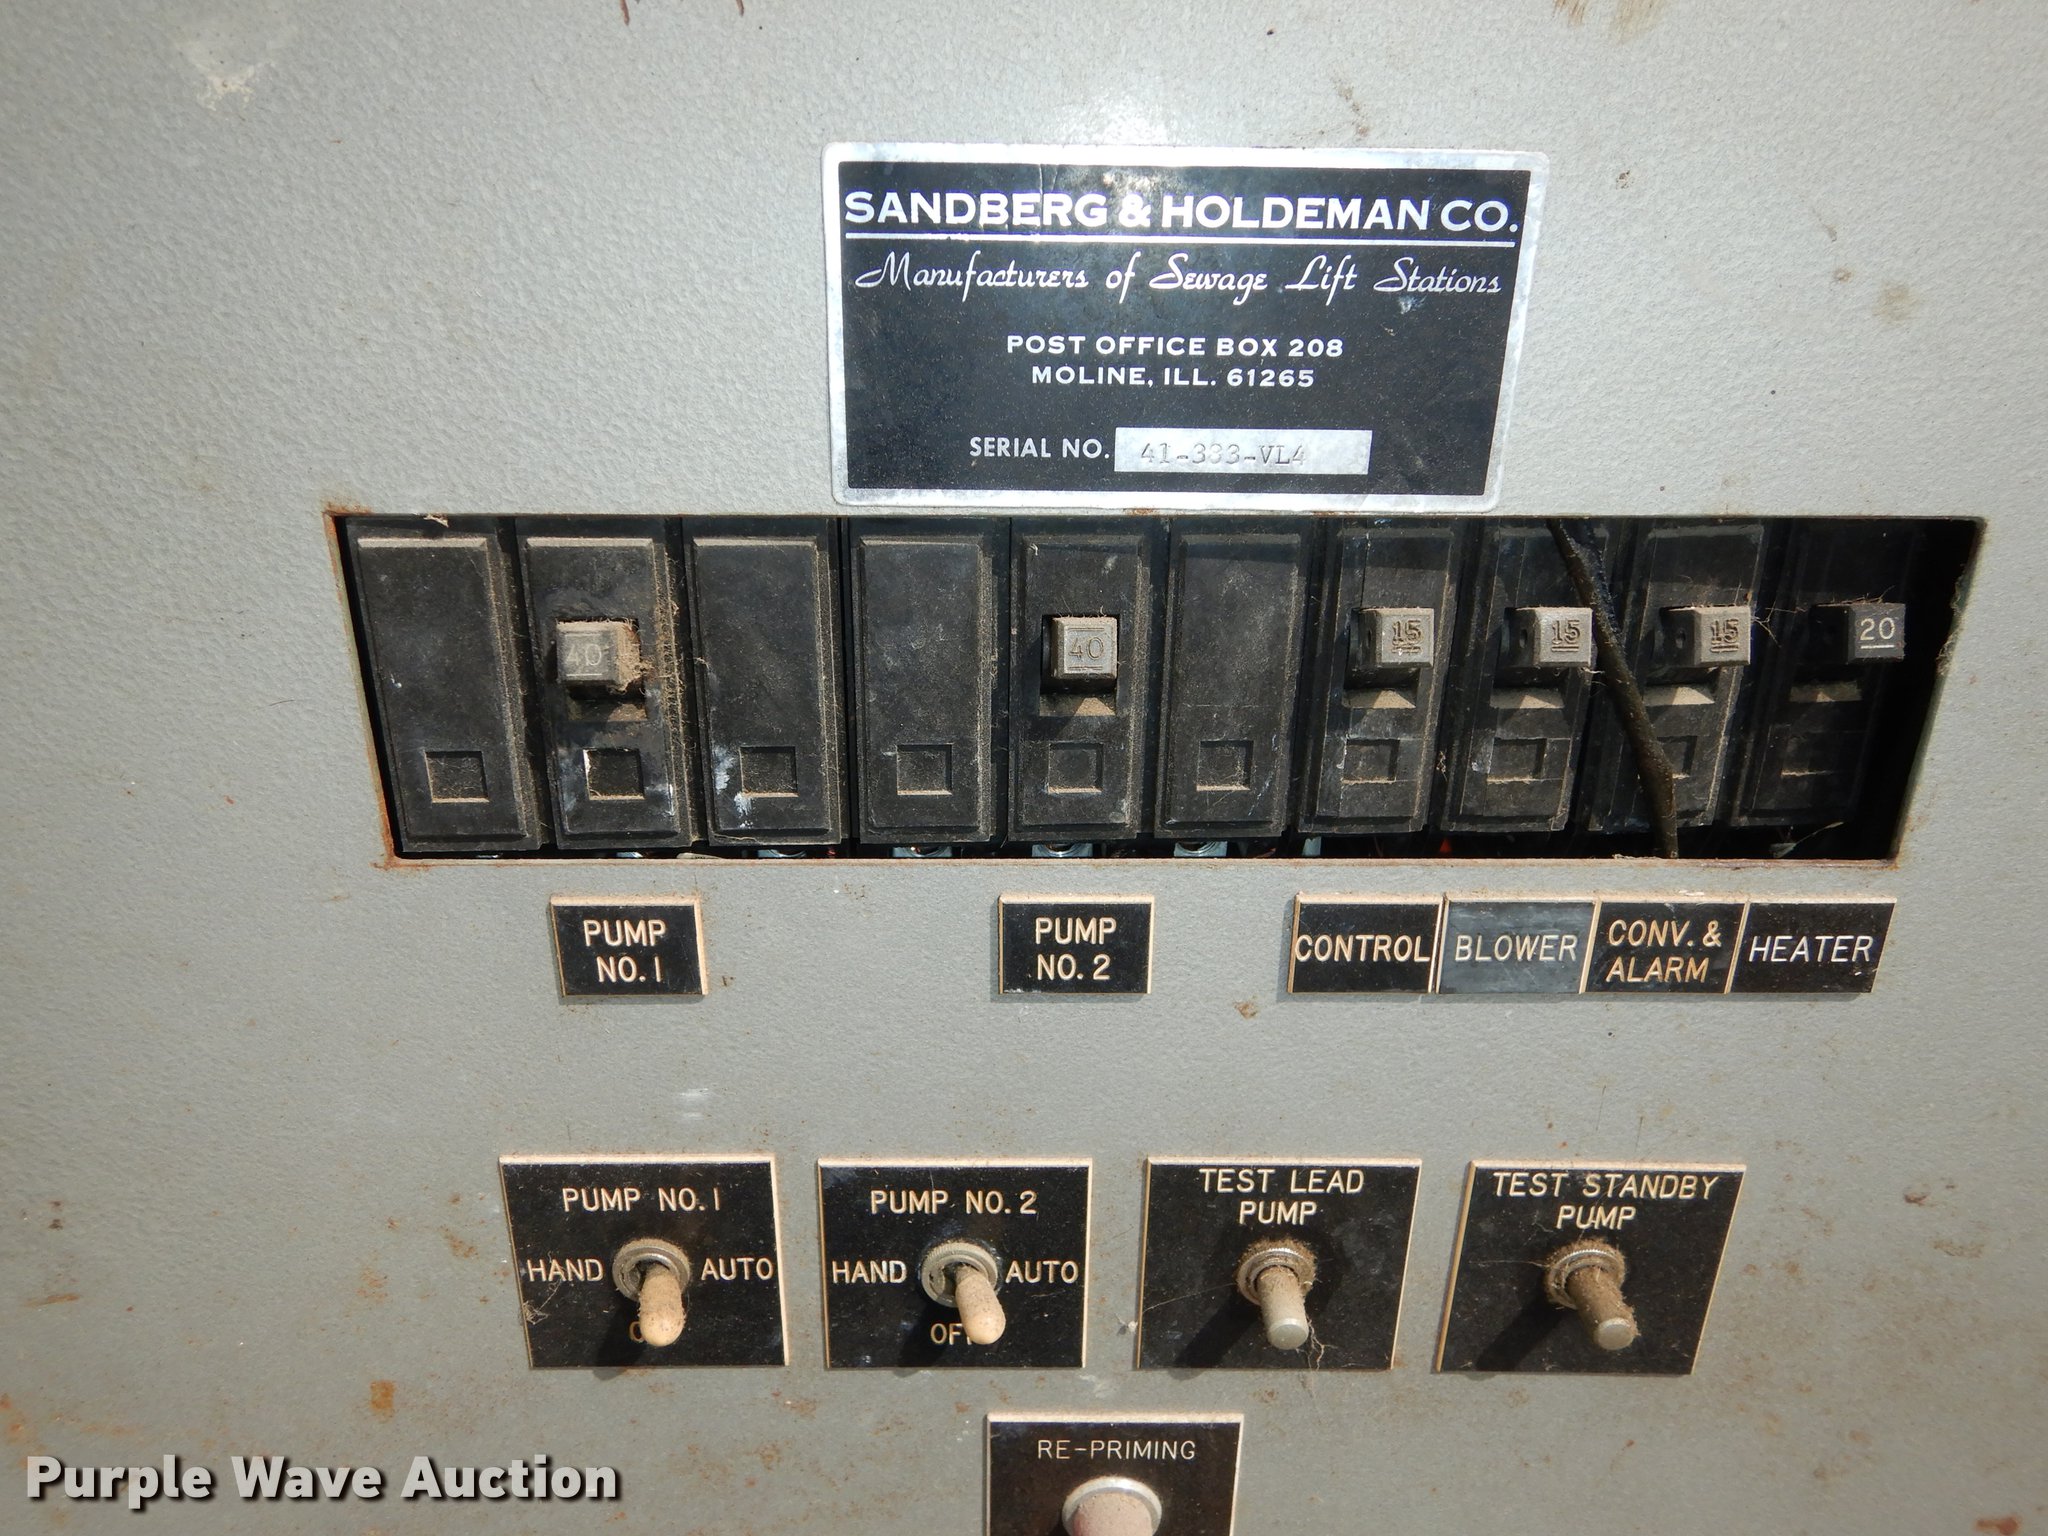 SANDBERG & HOLDEMAN CO.
Manufacturers of Sewage Lift Stations
POST OFFICE BOX 208
MOLINE, ILL. 61265
SERIAL NO. 41-383-VL4
40 40 15 15 15 20
PUMP
NO. 1
PUMP
NO. 2
CONTROL
BLOWER
CONV. &
ALARM
HEATER
PUMP NO. 1
HAND AUTO
PUMP NO. 2
HAND AUTO
OFF
TEST LEAD
PUMP
TEST STANDBY
PUMP
RE-PRIMING
Purple Wave Auction